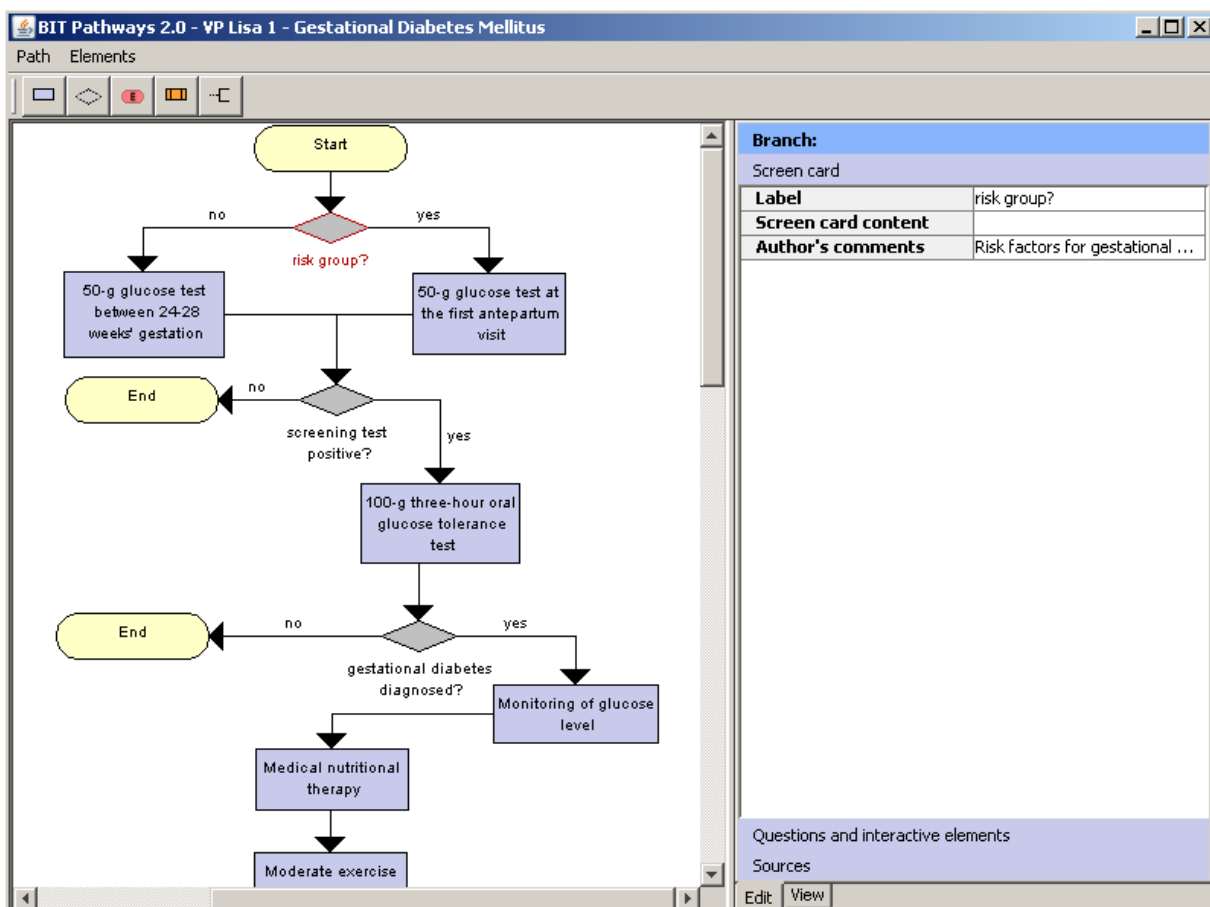 BIT Pathways 2.0 - VP Lisa 1 - Gestational Diabetes Mellitus
Path Elements
E
Start
no
yes
risk group?
50-g glucose test
between 24-28
weeks' gestation
50-g glucose test at
the first antepartum
visit
End
no
screening test
positive?
yes
100-g three-hour oral
glucose tolerance
test
End
no
yes
gestational diabetes
diagnosed?
Monitoring of glucose
level
Medical nutritional
therapy
Moderate exercise
Branch:
Screen card
Label risk group?
Screen card content
Author's comments Risk factors for gestational ...
Questions and interactive elements
Sources
Edit View